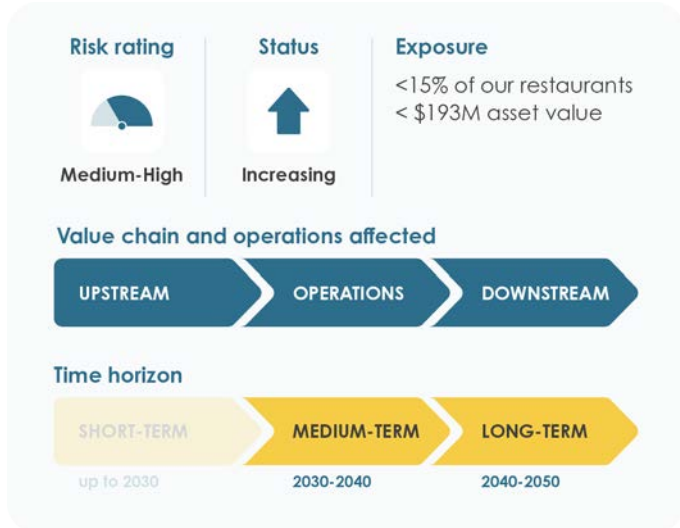 Risk rating
Status
Exposure
<15% of our restaurants
< $193M asset value
Medium-High
Increasing
Value chain and operations affected
UPSTREAM
OPERATIONS
DOWNSTREAM
Time horizon
SHORT-TERM
MEDIUM-TERM
LONG-TERM
up to 2030
2030-2040
2040-2050